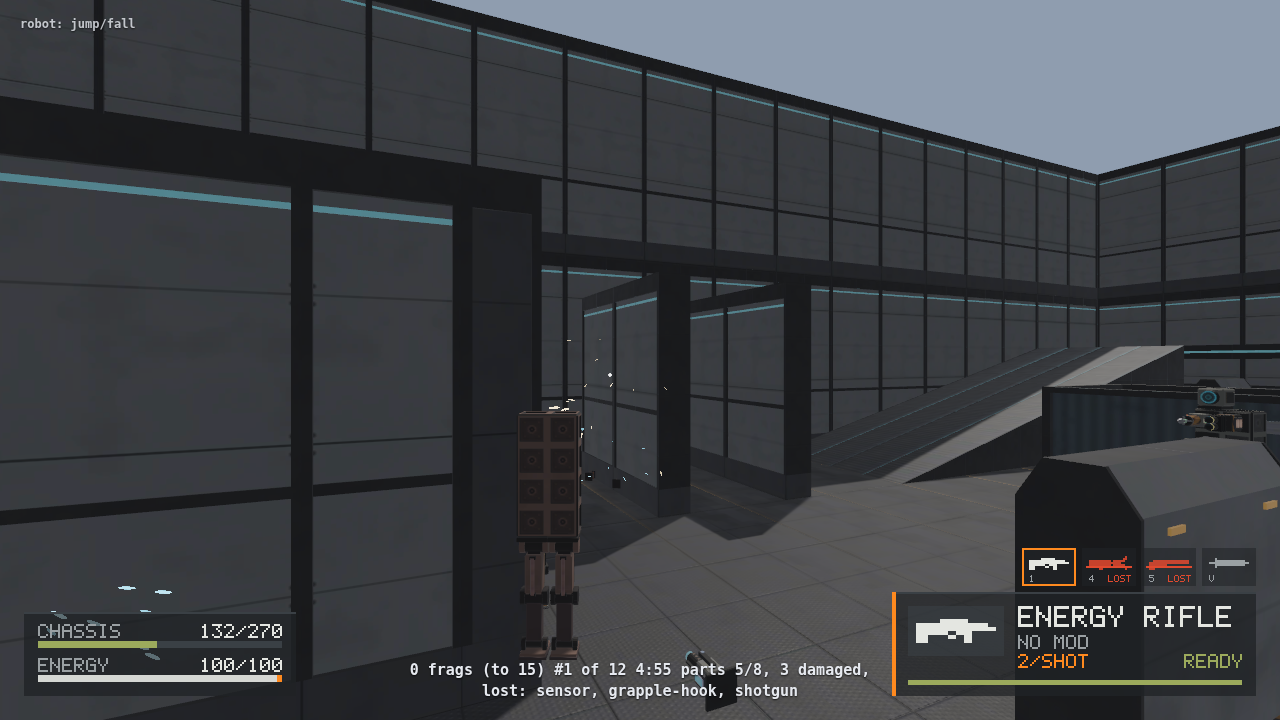 robot: jump/fall
1
4 LOST
5 LOST
V
CHASSIS 132/270
ENERGY 100/100
ENERGY RIFLE
NO MOD
2/SHOT READY
0 frags (to 15) #1 of 12 4:55 parts 5/8, 3 damaged,
lost: sensor, grapple-hook, shotgun